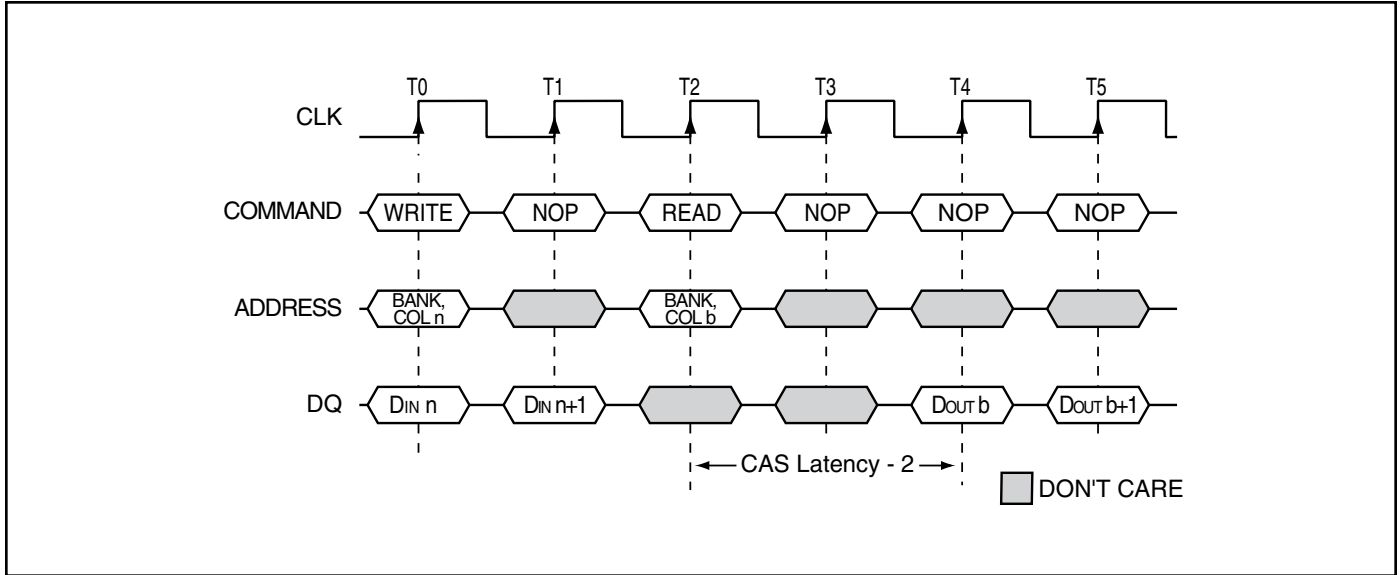 T0 T1 T2 T3 T4 T5
CLK
COMMAND WRITE NOP READ NOP NOP NOP
ADDRESS BANK, COL n BANK, COL b
DQ DIN n DIN n+1 DOUT b DOUT b+1
CAS Latency - 2
DON'T CARE